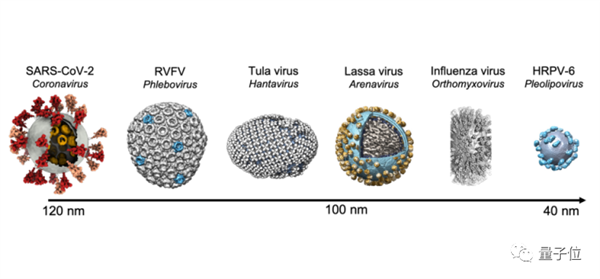 SARS-CoV-2
Coronavirus
RVFV
Phlebovirus
Tula virus
Hantavirus
Lassa virus
Arenavirus
Influenza virus
Orthomyxovirus
HRPV-6
Pleolipovirus
120 nm
100 nm
40 nm
量子位